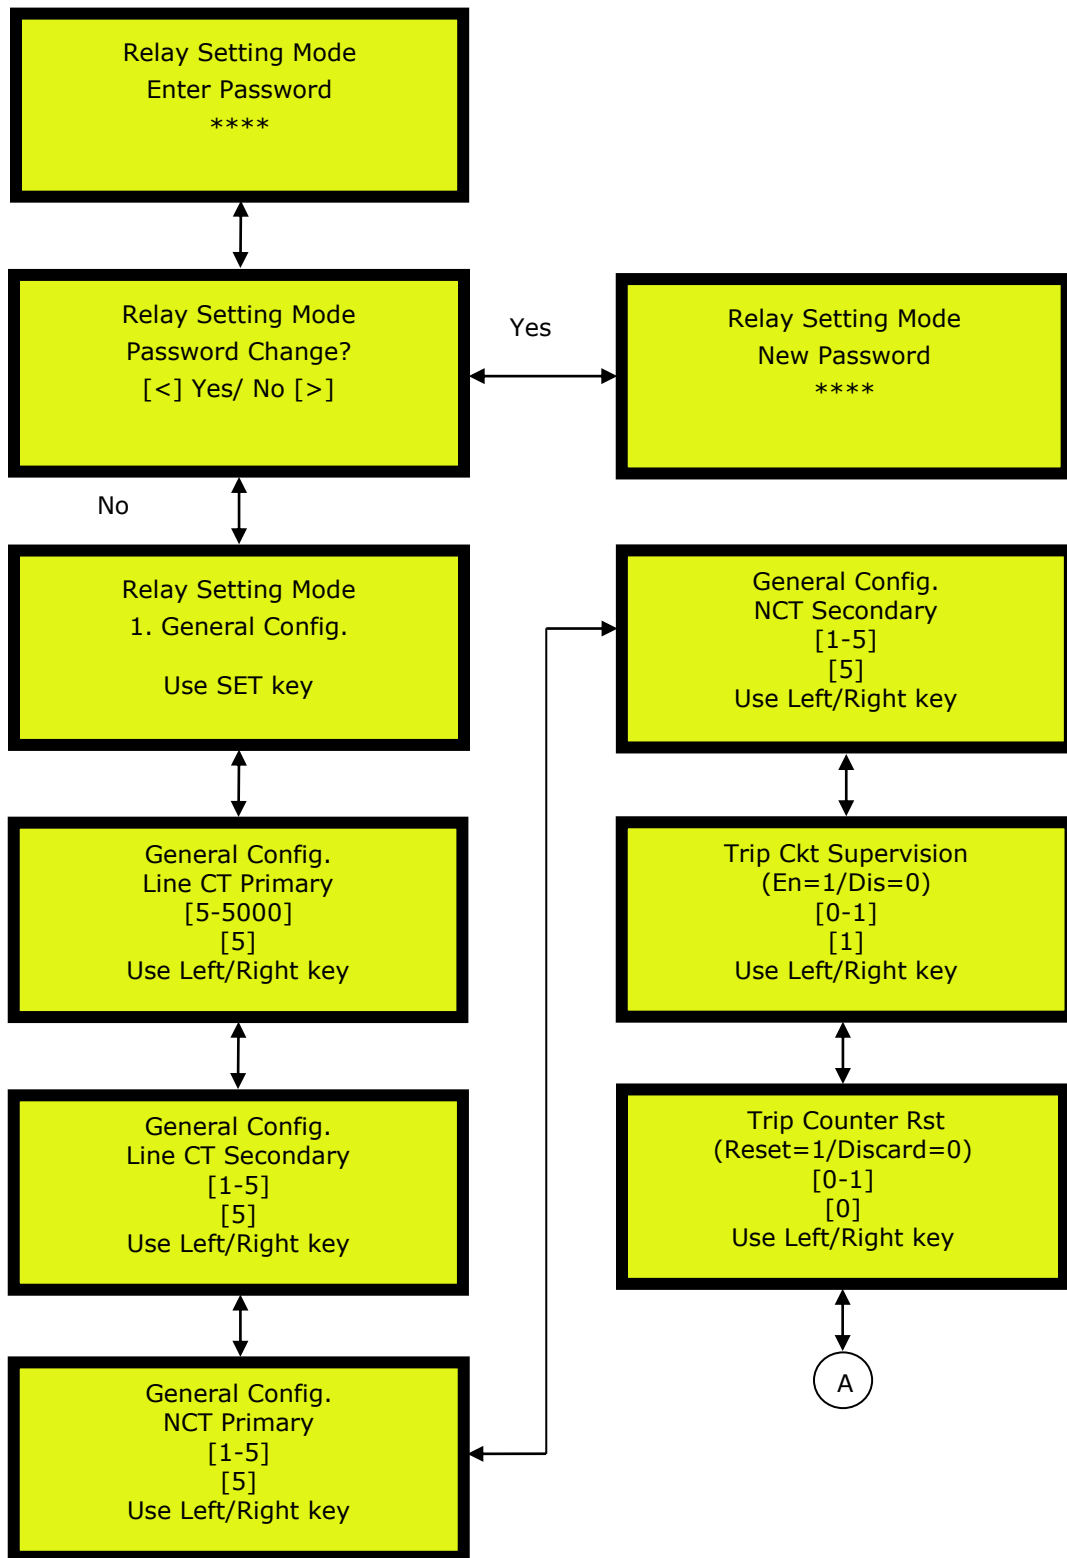 Relay Setting Mode
Enter Password
****
Relay Setting Mode
Password Change?
[<] Yes/ No [>]
Yes
Relay Setting Mode
New Password
****
No
Relay Setting Mode
1. General Config.
Use SET key
General Config.
Line CT Primary
[5-5000]
[5]
Use Left/Right key
General Config.
Line CT Secondary
[1-5]
[5]
Use Left/Right key
General Config.
NCT Primary
[1-5]
[5]
Use Left/Right key
General Config.
NCT Secondary
[1-5]
[5]
Use Left/Right key
Trip Ckt Supervision
(En=1/Dis=0)
[0-1]
[1]
Use Left/Right key
Trip Counter Rst
(Reset=1/Discard=0)
[0-1]
[0]
Use Left/Right key
A